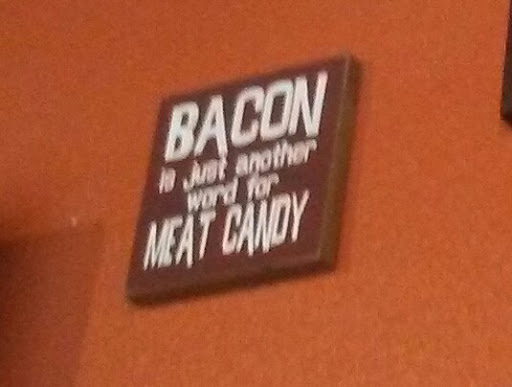 BACON
is Just another
word for
MEAT CANDY